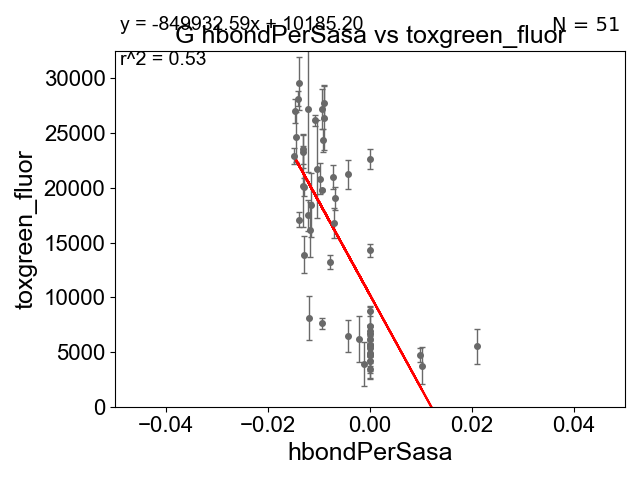 y = -849932.59x + 10185.20
N = 51
G hbondPerSasa vs toxgreen_fluor
r^2 = 0.53
30000
25000
20000
15000
10000
5000
0
toxgreen_fluor
−0.04 −0.02 0.00 0.02 0.04
hbondPerSasa